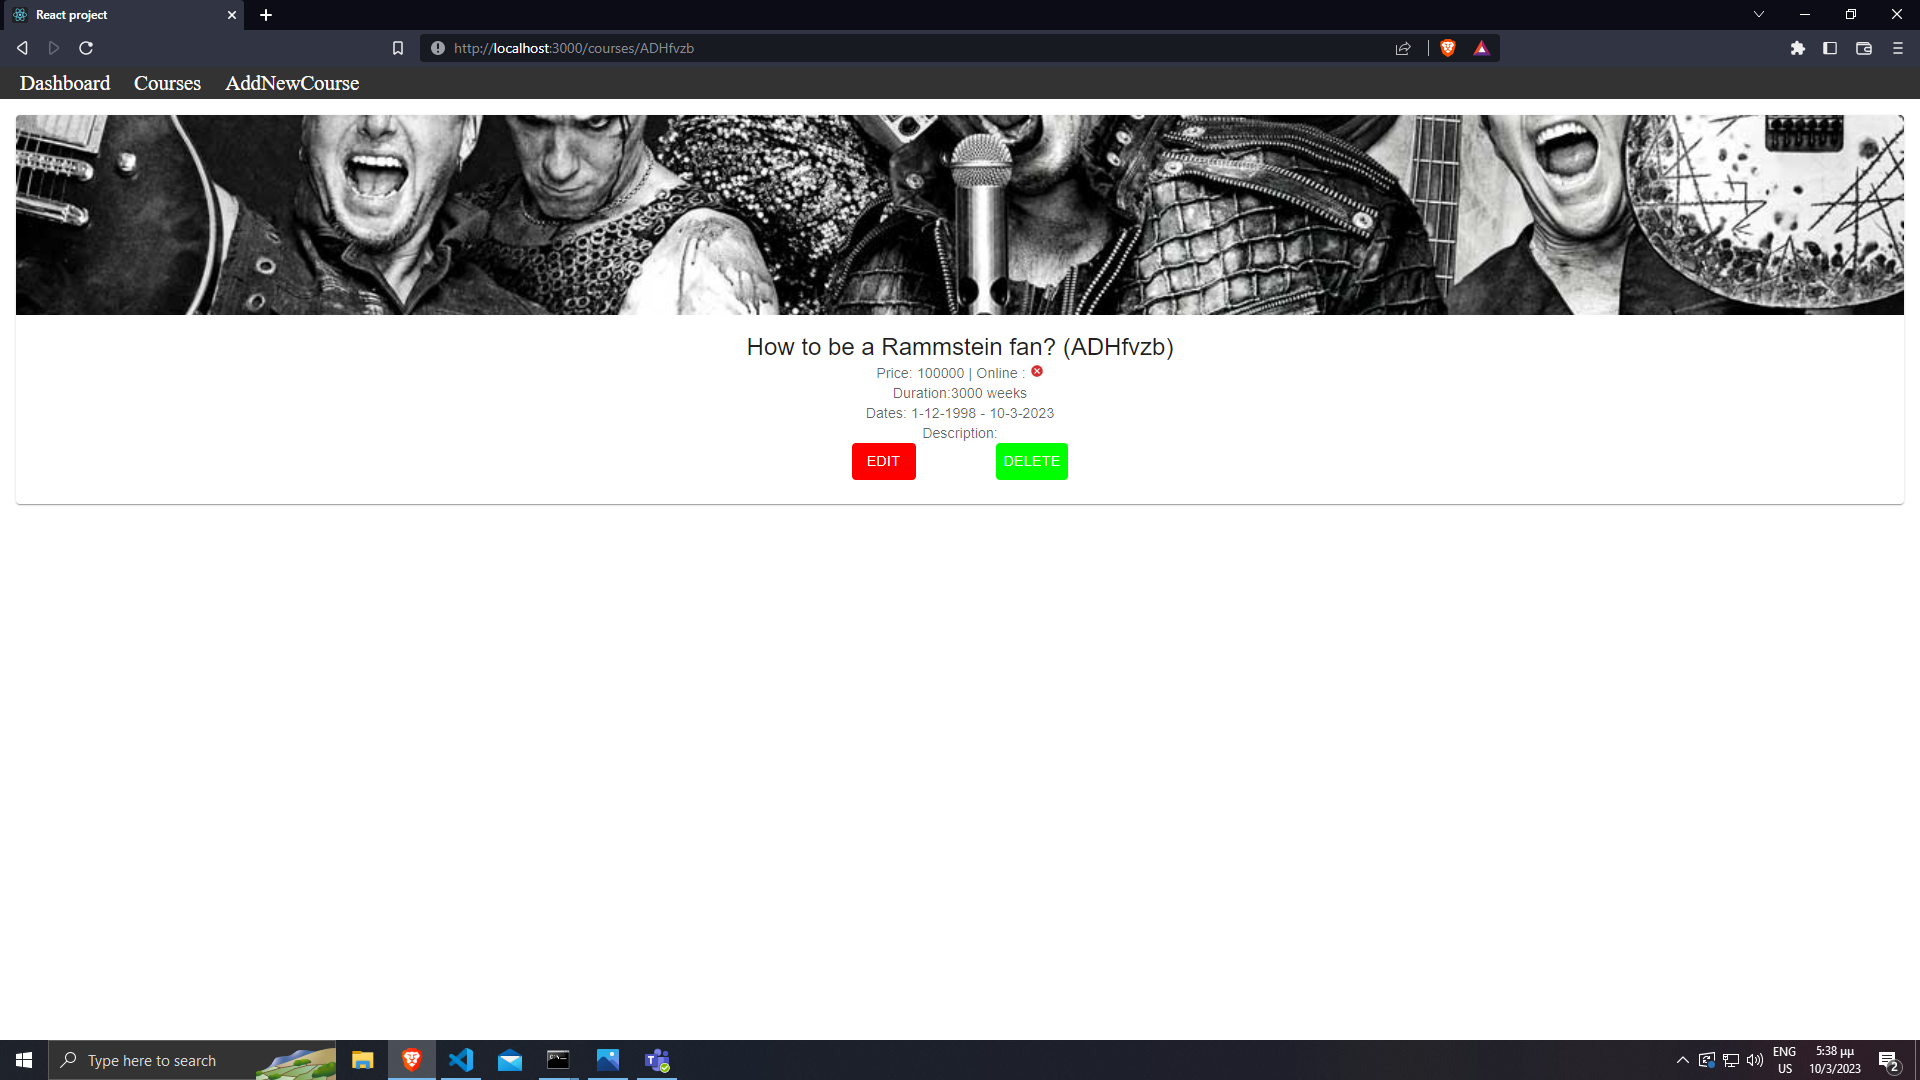 React project
http://localhost:3000/courses/ADHfvzb
Dashboard Courses AddNewCourse
How to be a Rammstein fan? (ADHfvzb)
Price: 100000 | Online :
Duration:3000 weeks
Dates: 1-12-1998 - 10-3-2023
Description:
EDIT DELETE
Type here to search
ENG
US
5:38 μμ
10/3/2023
2